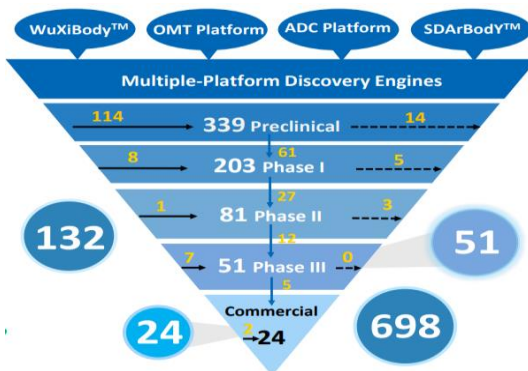 WuXiBody™ OMT Platform ADC Platform SDArBodY™
Multiple-Platform Discovery Engines
114 339 Preclinical 14
61
8 203 Phase I 5
27
1 81 Phase II 3
132
12
51
7 51 Phase III 0
5
Commercial
24 2 24
698